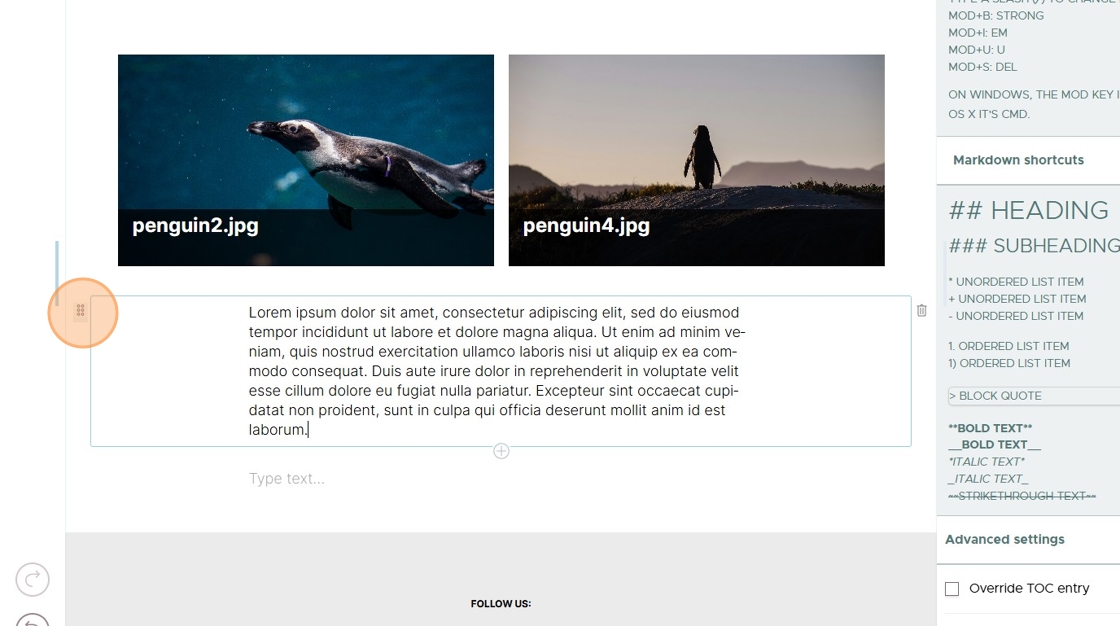 penguin2.jpg
penguin4.jpg
Lorem ipsum dolor sit amet, consectetur adipiscing elit, sed do eiusmod
tempor incididunt ut labore et dolore magna aliqua. Ut enim ad minim ve-
niam, quis nostrud exercitation ullamco laboris nisi ut aliquip ex ea com-
modo consequat. Duis aute irure dolor in reprehenderit in voluptate velit
esse cillum dolore eu fugiat nulla pariatur. Excepteur sint occaecat cupi-
datat non proident, sunt in culpa qui officia deserunt mollit anim id est
laborum.
Type text...
FOLLOW US:
MOD+B: STRONG
MOD+I: EM
MOD+U: U
MOD+S: DEL
ON WINDOWS, THE MOD KEY
OS X IT'S CMD.
Markdown shortcuts
## HEADING
### SUBHEADING
* UNORDERED LIST ITEM
+ UNORDERED LIST ITEM
- UNORDERED LIST ITEM
1. ORDERED LIST ITEM
1) ORDERED LIST ITEM
> BLOCK QUOTE
**BOLD TEXT**
__BOLD TEXT__
*ITALIC TEXT*
_ITALIC TEXT_
~~STRIKETHROUGH TEXT~~
Advanced settings
Override TOC entry